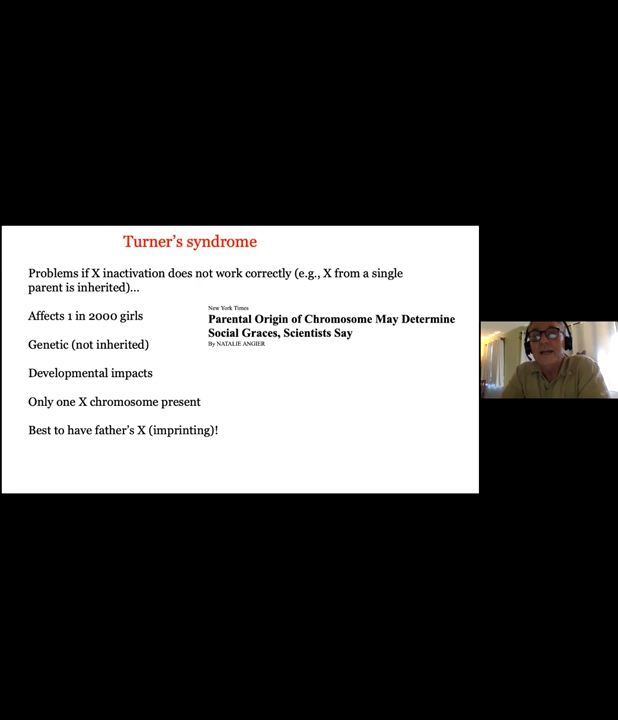 Turner's syndrome
Problems if X inactivation does not work correctly (e.g., X from a single
parent is inherited)...
Affects 1 in 2000 girls
Genetic (not inherited)
Developmental impacts
Only one X chromosome present
Best to have father's X (imprinting)!
New York Times
Parental Origin of Chromosome May Determine
Social Graces, Scientists Say
By NATALIE ANGIER